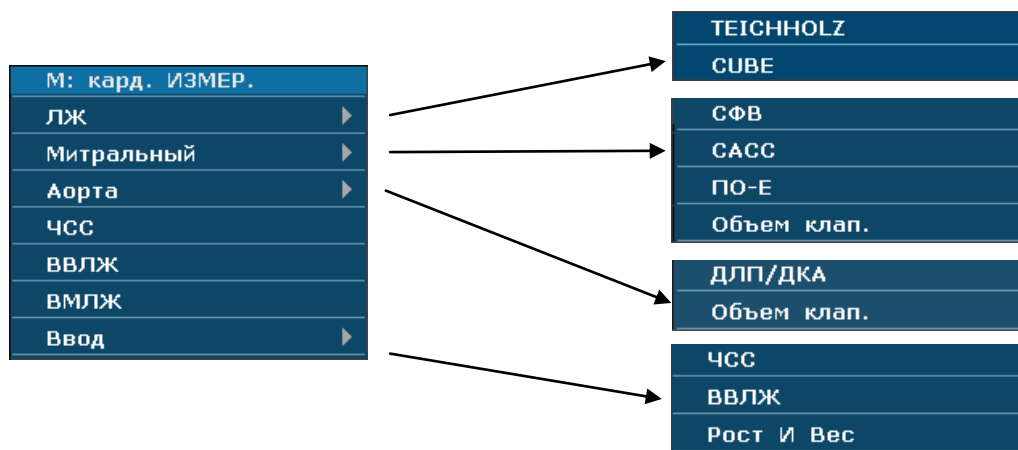 М: кард. ИЗМЕР.
ЛЖ
Митральный
Аорта
ЧСС
ВВЛЖ
ВМЛЖ
Ввод
TEICHHOLZ
CUBE
СФВ
САСС
ПО-Е
Объем клап.
ДЛП/ДКА
Объем клап.
ЧСС
ВВЛЖ
Рост И Вес